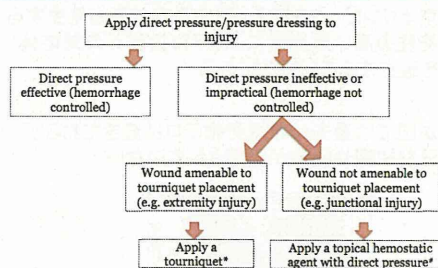 Apply direct pressure/pressure dressing to
injury
Direct pressure
effective (hemorrhage
controlled)
Direct pressure ineffective or
impractical (hemorrhage not
controlled)
Wound amenable to
tourniquet placement
(e.g. extremity injury)
Wound not amenable to
tourniquet placement
(e.g. junctional injury)
Apply a
tourniquet*
Apply a topical hemostatic
agent with direct pressure#